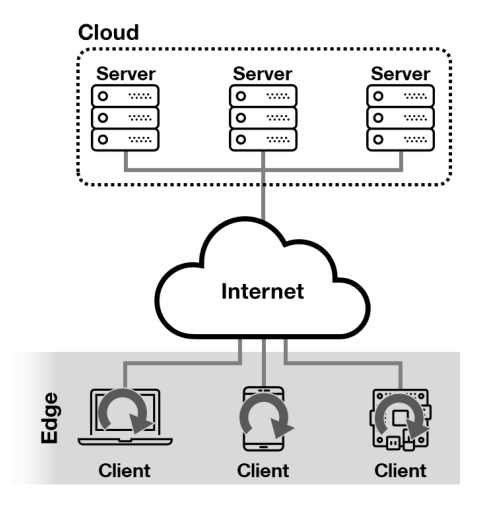 Cloud
Server
Server
Server
Internet
Edge
Client
Client
Client